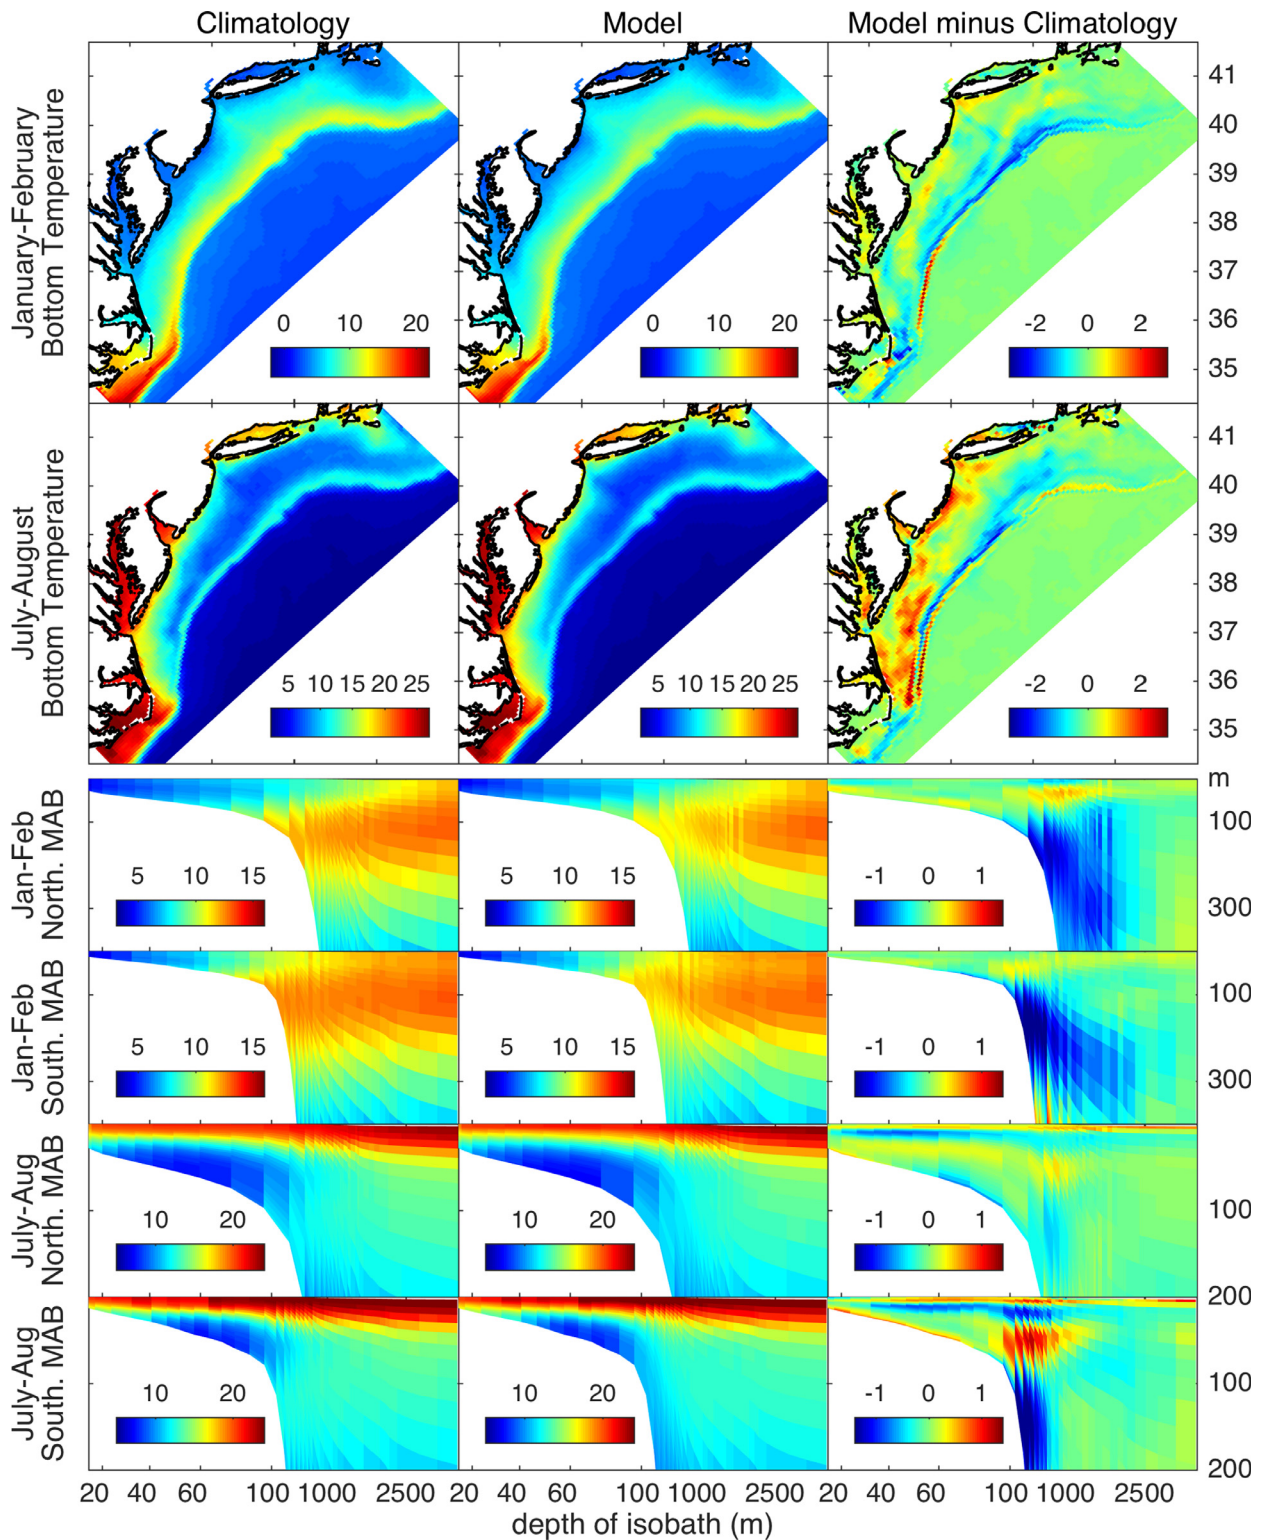 Climatology Model Model minus Climatology
January-February
Bottom Temperature
0 10 20
0 10 20
-2 0 2
41
40
39
38
37
36
35
July-August
Bottom Temperature
5 10 15 20 25
5 10 15 20 25
-2 0 2
41
40
39
38
37
36
35
Jan-Feb
North. MAB
5 10 15
5 10 15
-1 0 1
m
100
300
Jan-Feb
South. MAB
5 10 15
5 10 15
-1 0 1
100
300
July-Aug
North. MAB
10 20
10 20
-1 0 1
100
200
July-Aug
South. MAB
10 20
10 20
-1 0 1
100
200
20 40 60 100 1000 2500
20 40 60 100 1000 2500
20 40 60 100 1000 2500
depth of isobath (m)